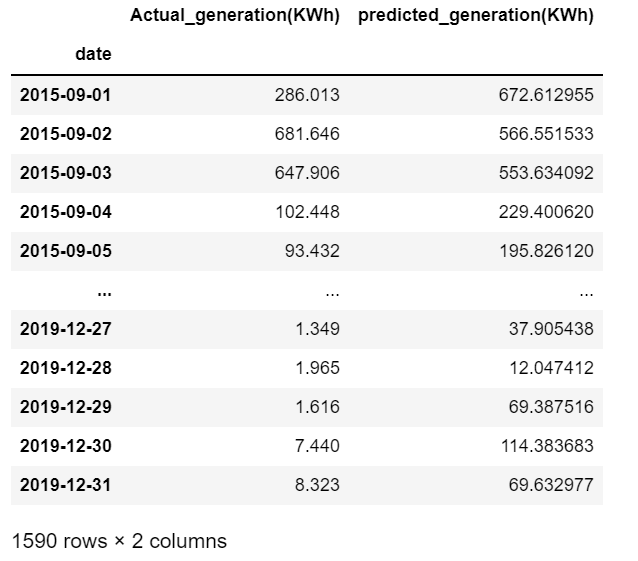 Actual_generation(KWh) predicted_generation(KWh)
date
2015-09-01 286.013 672.612955
2015-09-02 681.646 566.551533
2015-09-03 647.906 553.634092
2015-09-04 102.448 229.400620
2015-09-05 93.432 195.826120
... ... ...
2019-12-27 1.349 37.905438
2019-12-28 1.965 12.047412
2019-12-29 1.616 69.387516
2019-12-30 7.440 114.383683
2019-12-31 8.323 69.632977
1590 rows × 2 columns